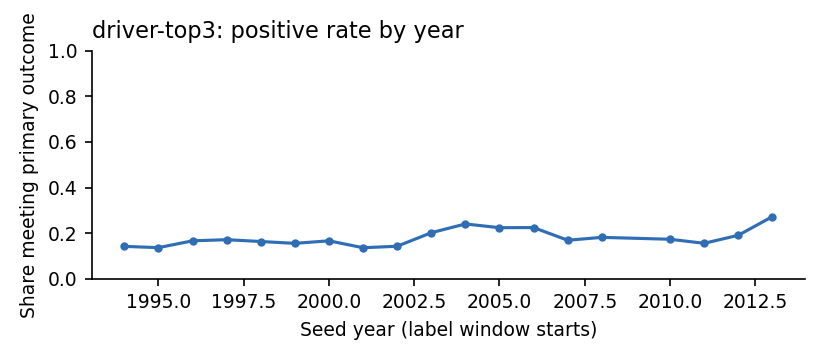 driver-top3: positive rate by year
Share meeting primary outcome
1.0
0.8
0.6
0.4
0.2
0.0
1995.0 1997.5 2000.0 2002.5 2005.0 2007.5 2010.0 2012.5
Seed year (label window starts)